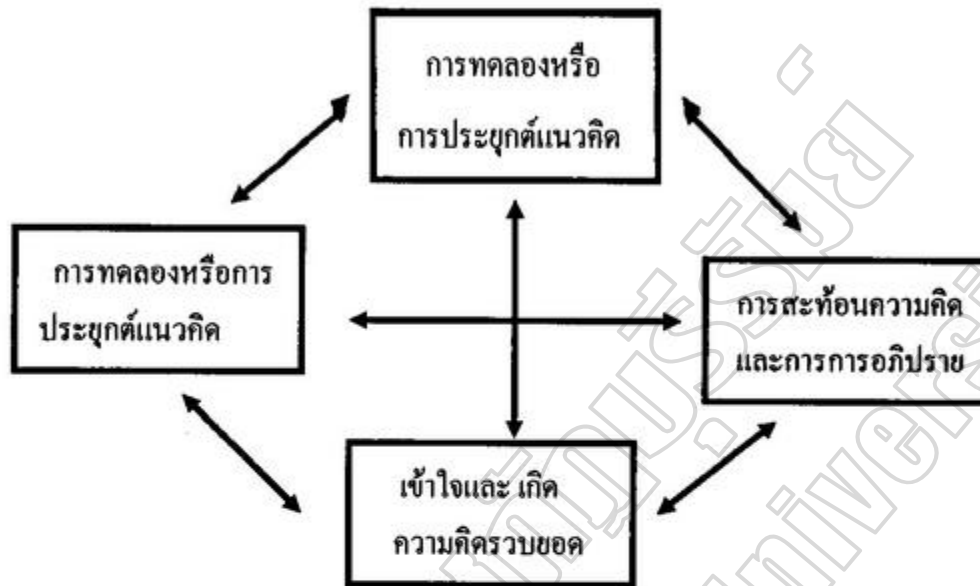 การทดลองหรือ
การประยุกต์แนวคิด
การทดลองหรือการ
ประยุกต์แนวคิด
การสะท้อนความคิด
และการการอภิปราย
เข้าใจและ เกิด
ความคิดรวบยอด